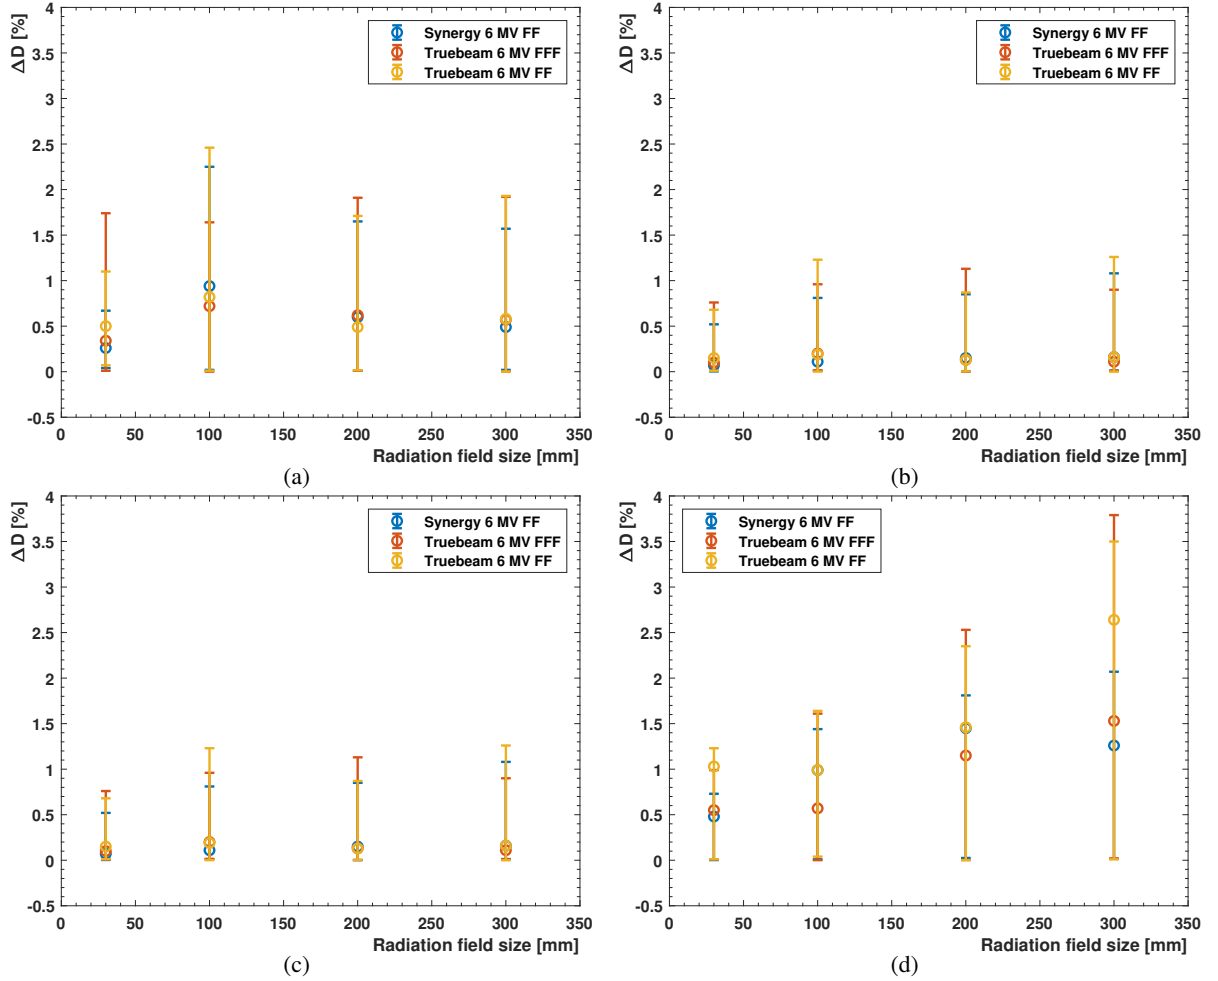 4
3.5
3
2.5
2
1.5
1
0.5
0
-0.5
ΔD [%]
Synergy 6 MV FF
Truebeam 6 MV FFF
Truebeam 6 MV FF
0 50 100 150 200 250 300 350
Radiation field size [mm]
(a)
4
3.5
3
2.5
2
1.5
1
0.5
0
-0.5
ΔD [%]
Synergy 6 MV FF
Truebeam 6 MV FFF
Truebeam 6 MV FF
0 50 100 150 200 250 300 350
Radiation field size [mm]
(b)
4
3.5
3
2.5
2
1.5
1
0.5
0
-0.5
ΔD [%]
Synergy 6 MV FF
Truebeam 6 MV FFF
Truebeam 6 MV FF
0 50 100 150 200 250 300 350
Radiation field size [mm]
(c)
4
3.5
3
2.5
2
1.5
1
0.5
0
-0.5
ΔD [%]
Synergy 6 MV FF
Truebeam 6 MV FFF
Truebeam 6 MV FF
0 50 100 150 200 250 300 350
Radiation field size [mm]
(d)